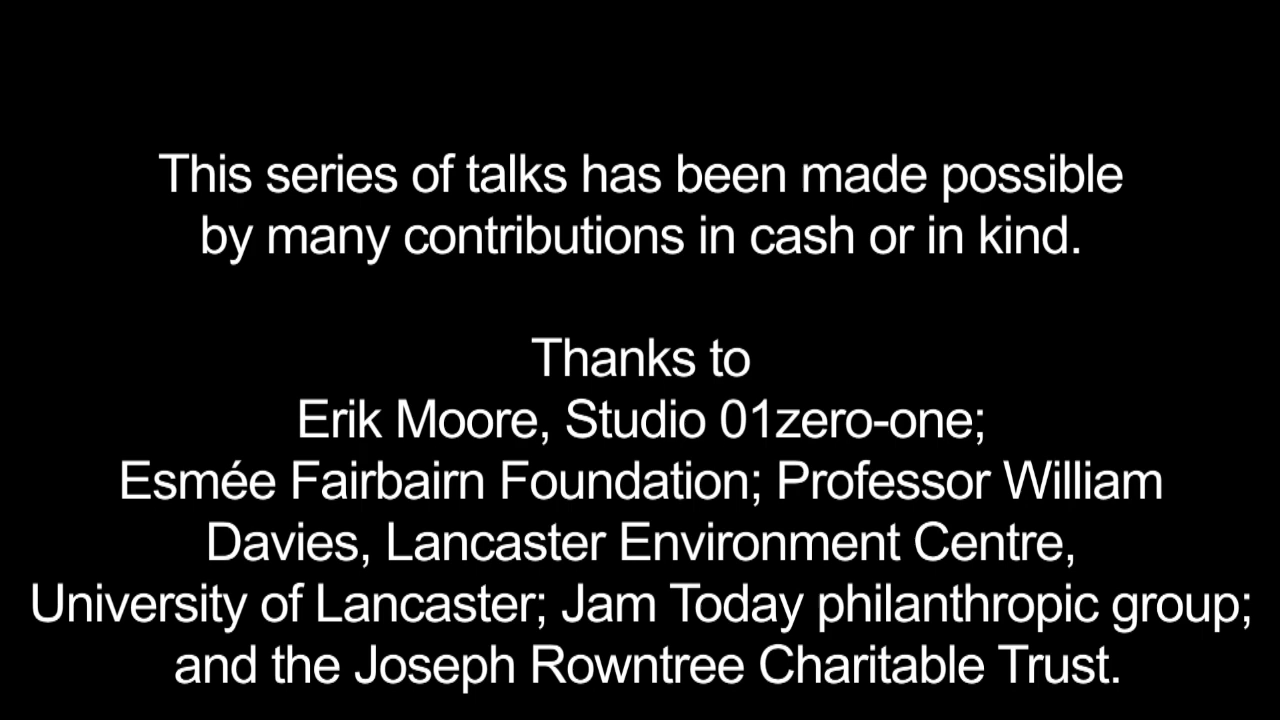 This series of talks has been made possible
by many contributions in cash or in kind.
Thanks to
Erik Moore, Studio 01zero-one;
Esmée Fairbairn Foundation; Professor William
Davies, Lancaster Environment Centre,
University of Lancaster; Jam Today philanthropic group;
and the Joseph Rowntree Charitable Trust.